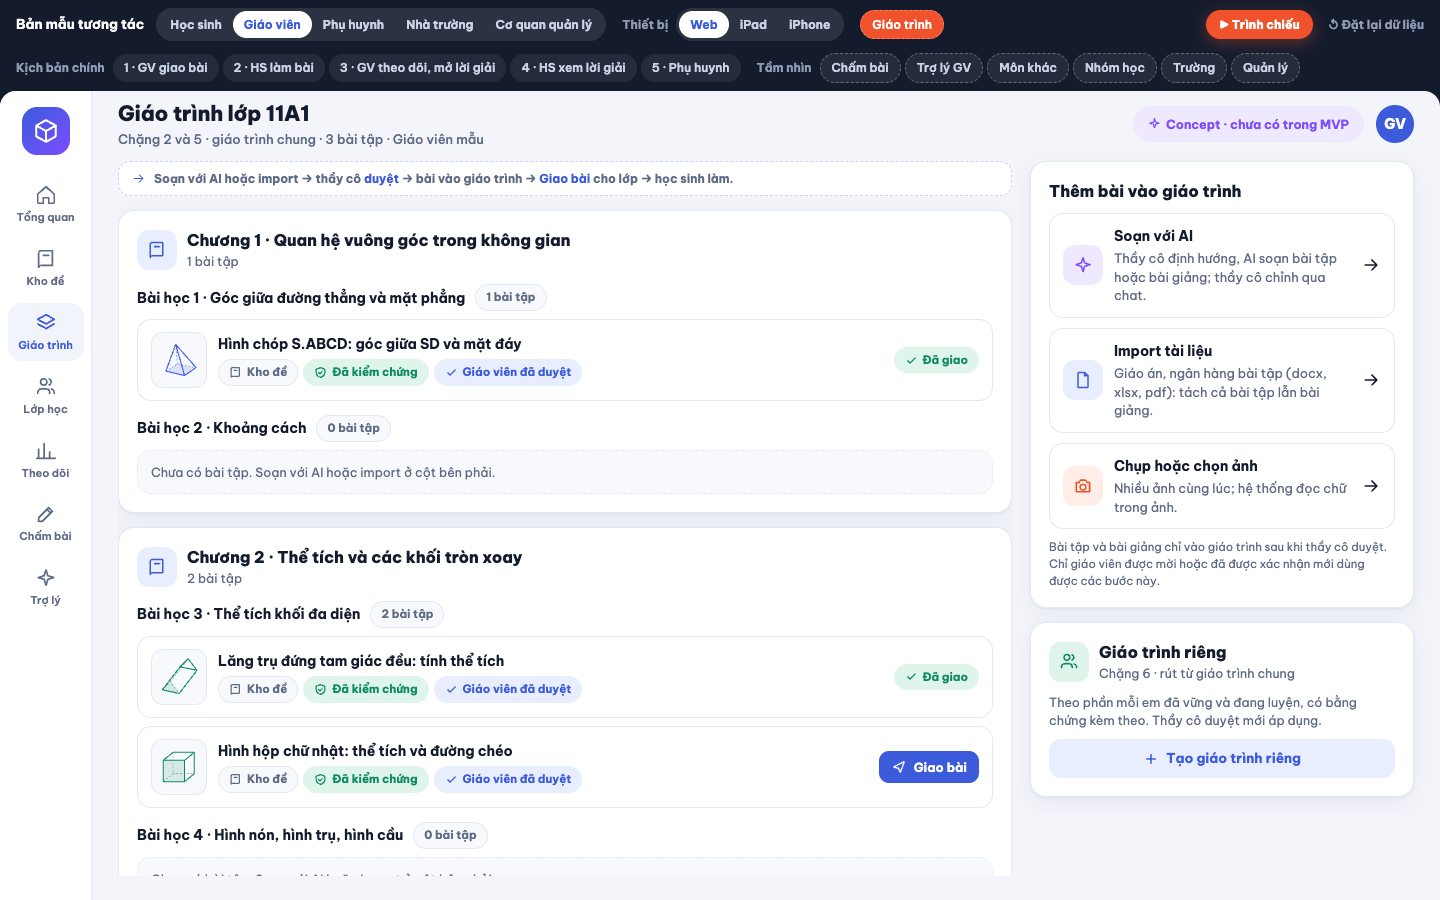 Bản mẫu tương tác
Học sinh
Giáo viên
Phụ huynh
Nhà trường
Cơ quan quản lý
Thiết bị
Web
iPad
iPhone
Giáo trình
Trình chiếu
Đặt lại dữ liệu
Kịch bản chính
1 · GV giao bài
2 · HS làm bài
3 · GV theo dõi, mở lời giải
4 · HS xem lời giải
5 · Phụ huynh
Tầm nhìn
Chấm bài
Trợ lý GV
Môn khác
Nhóm học
Trường
Quản lý
Tổng quan
Kho đề
Giáo trình
Lớp học
Theo dõi
Chấm bài
Trợ lý
Giáo trình lớp 11A1
Chặng 2 và 5 · giáo trình chung · 3 bài tập · Giáo viên mẫu
Concept · chưa có trong MVP
GV
→ Soạn với AI hoặc import → thầy cô duyệt → bài vào giáo trình → Giao bài cho lớp → học sinh làm.
Chương 1 · Quan hệ vuông góc trong không gian
1 bài tập
Bài học 1 · Góc giữa đường thẳng và mặt phẳng
1 bài tập
Hình chóp S.ABCD: góc giữa SD và mặt đáy
Kho đề
Đã kiểm chứng
Giáo viên đã duyệt
Đã giao
Bài học 2 · Khoảng cách
0 bài tập
Chưa có bài tập. Soạn với AI hoặc import ở cột bên phải.
Chương 2 · Thể tích và các khối tròn xoay
2 bài tập
Bài học 3 · Thể tích khối đa diện
2 bài tập
Lăng trụ đứng tam giác đều: tính thể tích
Kho đề
Đã kiểm chứng
Giáo viên đã duyệt
Đã giao
Hình hộp chữ nhật: thể tích và đường chéo
Kho đề
Đã kiểm chứng
Giáo viên đã duyệt
Giao bài
Bài học 4 · Hình nón, hình trụ, hình cầu
0 bài tập
Thêm bài vào giáo trình
Soạn với AI
Thầy cô định hướng, AI soạn bài tập
hoặc bài giảng; thầy cô chỉnh qua
chat.
Import tài liệu
Giáo án, ngân hàng bài tập (docx,
xlsx, pdf): tách cả bài tập lẫn bài
giảng.
Chụp hoặc chọn ảnh
Nhiều ảnh cùng lúc; hệ thống đọc chữ
trong ảnh.
Bài tập và bài giảng chỉ vào giáo trình sau khi thầy cô duyệt.
Chỉ giáo viên được mời hoặc đã được xác nhận mới dùng
được các bước này.
Giáo trình riêng
Chặng 6 · rút từ giáo trình chung
Theo phần mỗi em đã vững và đang luyện, có bằng
chứng kèm theo. Thầy cô duyệt mới áp dụng.
+ Tạo giáo trình riêng